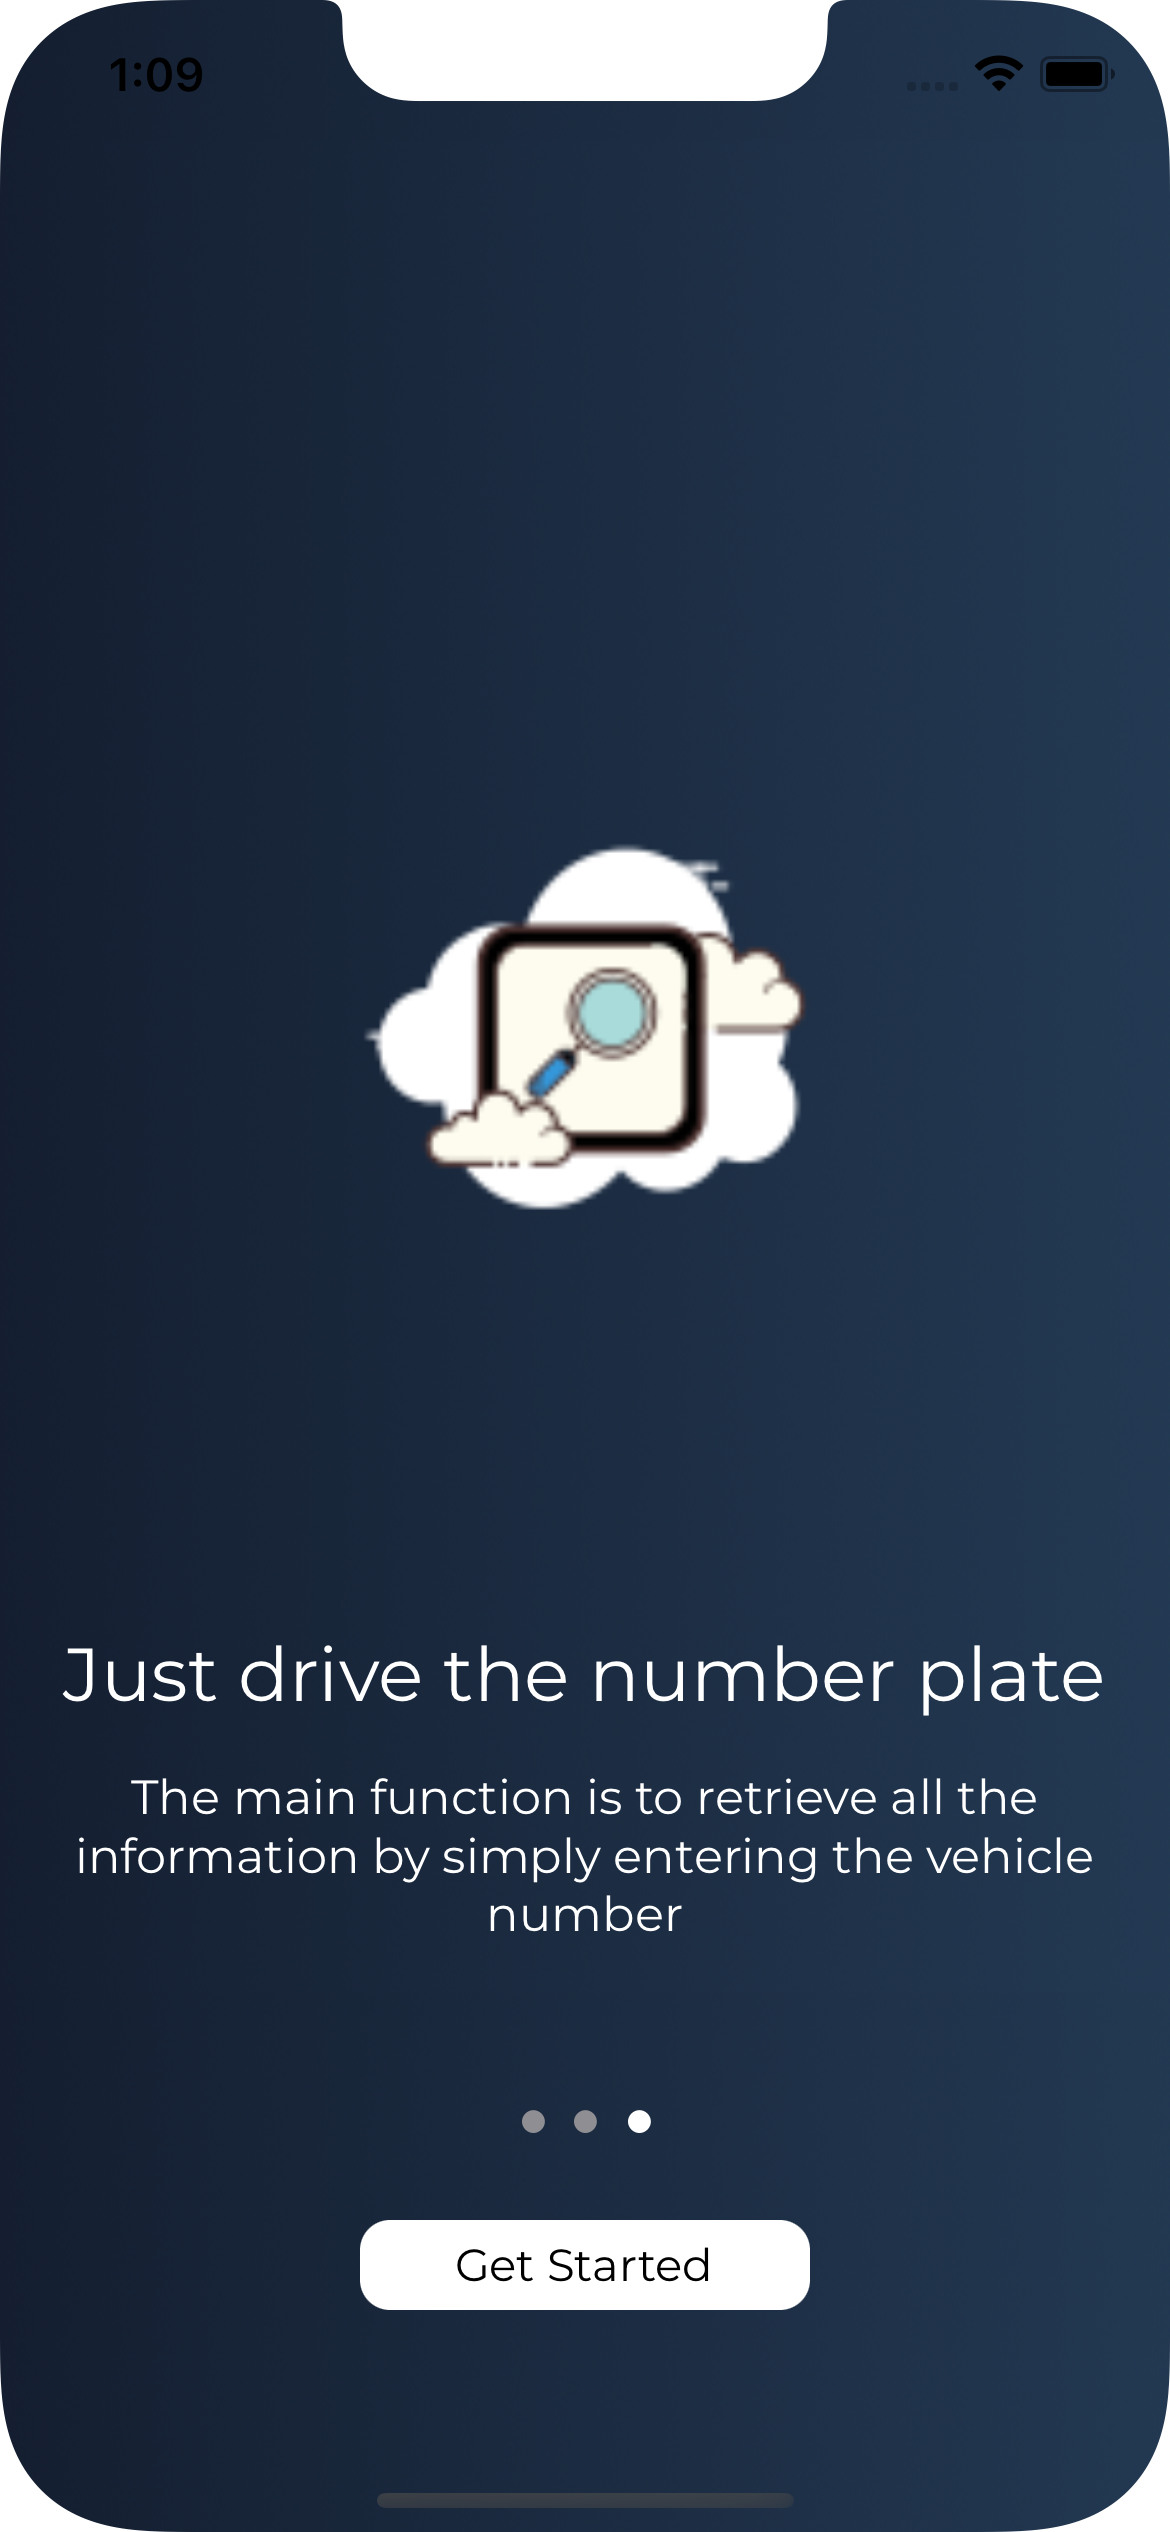 1:09
Just drive the number plate
The main function is to retrieve all the
information by simply entering the vehicle
number
Get Started